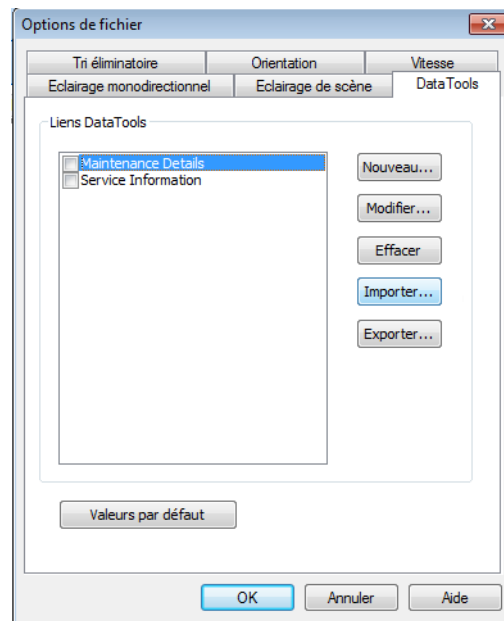 Options de fichier
Tri éliminatoire
Orientation
Vitesse
Eclairage monodirectionnel
Eclairage de scène
DataTools
Liens DataTools
Maintenance Details
Service Information
Nouveau...
Modifier...
Effacer
Importer...
Exporter...
Valeurs par défaut
OK
Annuler
Aide